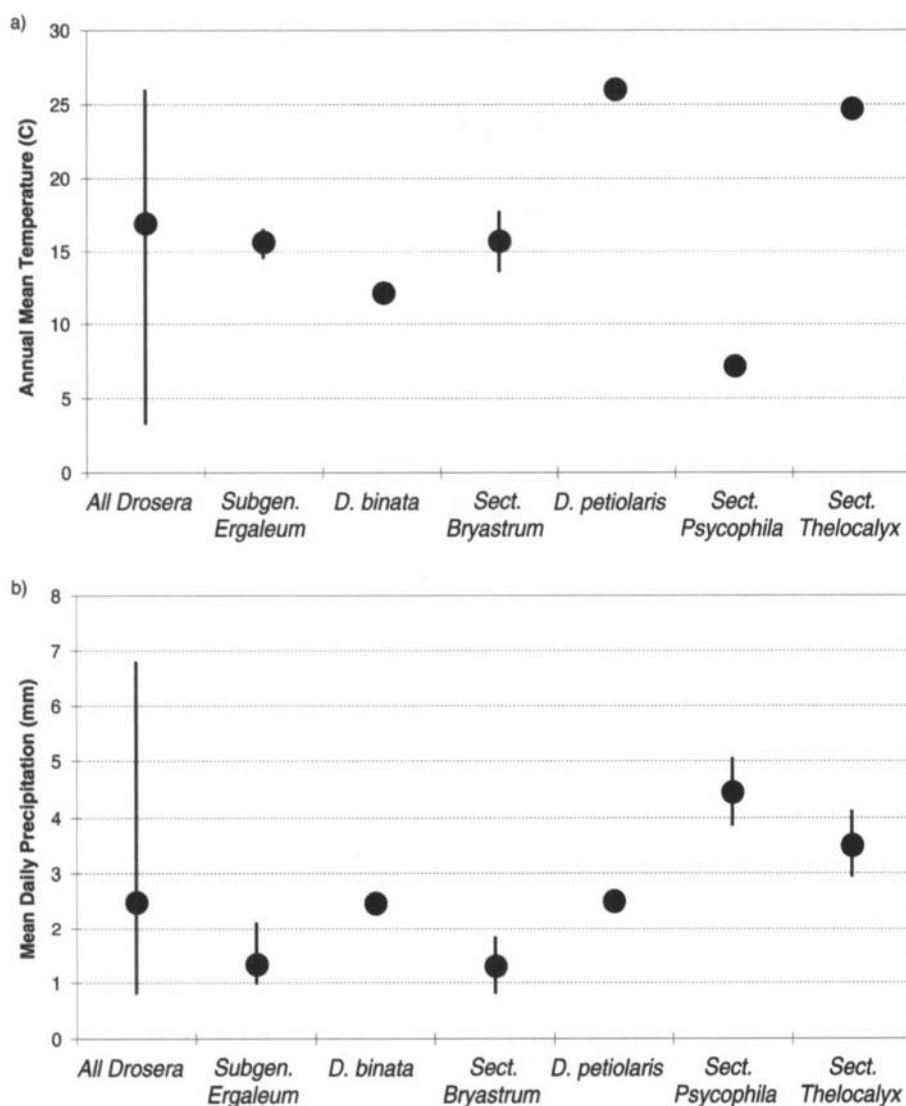 a)
30
25
20
15
10
5
0
Annual Mean Temperature (C)
All Drosera
Subgen.
Ergaleum
D. binata
Sect.
Bryastrum
D. petiolaris
Sect.
Psycophila
Sect.
Thelocalyx
b)
8
7
6
5
4
3
2
1
0
Mean Daily Precipitation (mm)
All Drosera
Subgen.
Ergaleum
D. binata
Sect.
Bryastrum
D. petiolaris
Sect.
Psycophila
Sect.
Thelocalyx